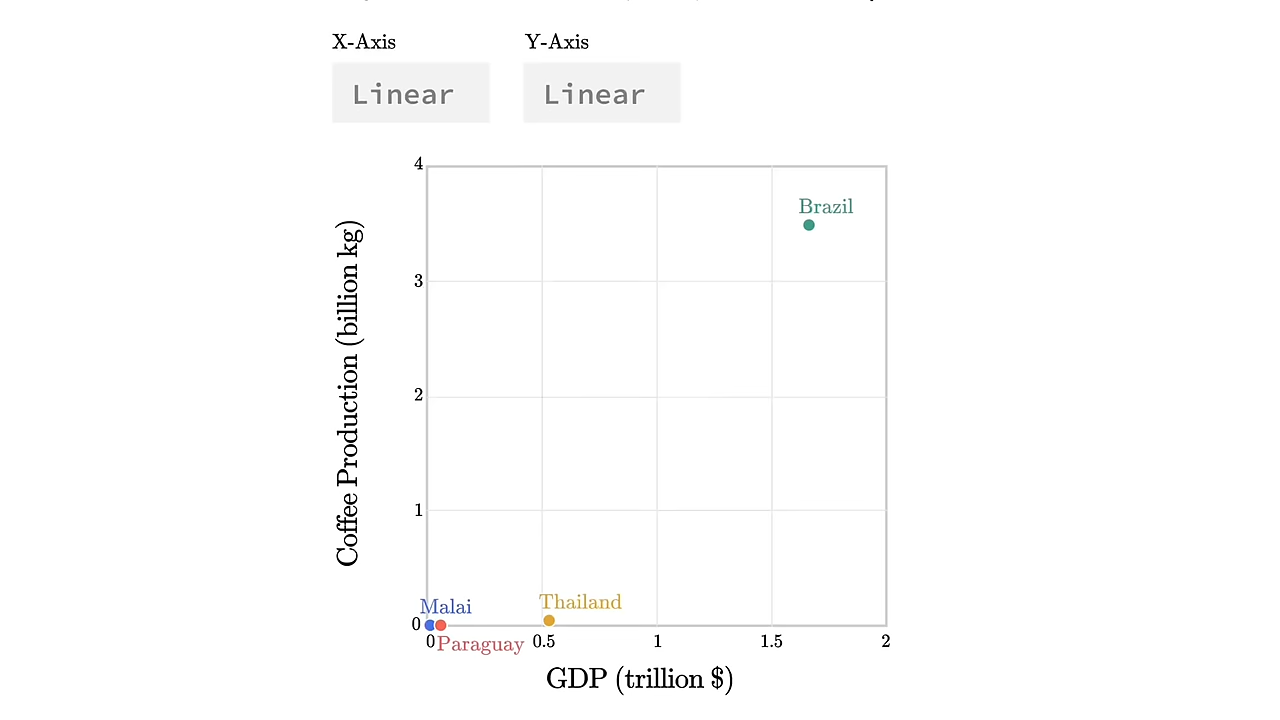 X-Axis Y-Axis
Linear Linear
4
Brazil
3
Coffee Production (billion kg)
2
1
Malai Thailand
0
0 Paraguay 0.5 1 1.5 2
GDP (trillion $)